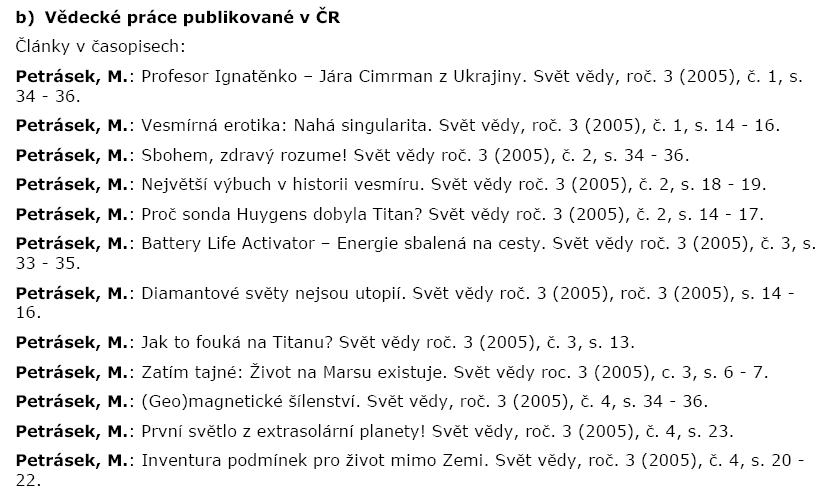 b) Vědecké práce publikované v ČR
Články v časopisech:
Petrásek, M.: Profesor Ignatěnko – Jára Cimrman z Ukrajiny. Svět vědy, roč. 3 (2005), č. 1, s.
34 - 36.
Petrásek, M.: Vesmírná erotika: Nahá singularita. Svět vědy, roč. 3 (2005), č. 1, s. 14 - 16.
Petrásek, M.: Sbohem, zdravý rozume! Svět vědy roč. 3 (2005), č. 2, s. 34 - 36.
Petrásek, M.: Největší výbuch v historii vesmíru. Svět vědy roč. 3 (2005), č. 2, s. 18 - 19.
Petrásek, M.: Proč sonda Huygens dobyla Titan? Svět vědy roč. 3 (2005), č. 2, s. 14 - 17.
Petrásek, M.: Battery Life Activator – Energie sbalená na cesty. Svět vědy roč. 3 (2005), č. 3, s.
33 - 35.
Petrásek, M.: Diamantové světy nejsou utopií. Svět vědy roč. 3 (2005), roč. 3 (2005), s. 14 -
16.
Petrásek, M.: Jak to fouká na Titanu? Svět vědy roč. 3 (2005), č. 3, s. 13.
Petrásek, M.: Zatím tajné: Život na Marsu existuje. Svět vědy roc. 3 (2005), c. 3, s. 6 - 7.
Petrásek, M.: (Geo)magnetické šílenství. Svět vědy, roč. 3 (2005), č. 4, s. 34 - 36.
Petrásek, M.: První světlo z extrasolární planety! Svět vědy, roč. 3 (2005), č. 4, s. 23.
Petrásek, M.: Inventura podmínek pro život mimo Zemi. Svět vědy, roč. 3 (2005), č. 4, s. 20 -
22.